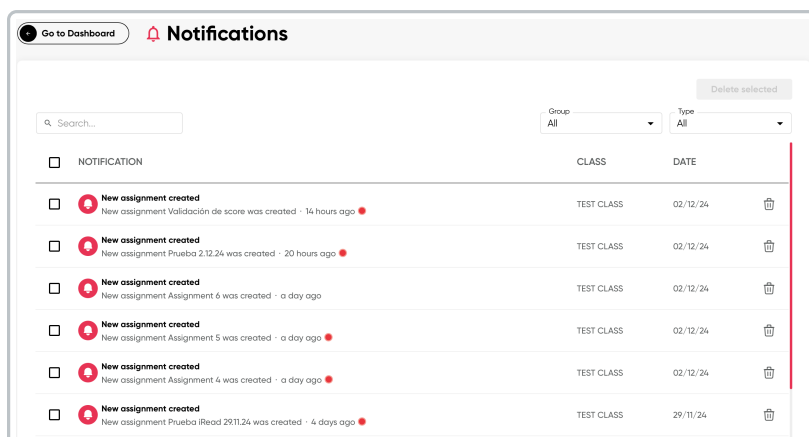 Go to Dashboard
Notifications
Delete selected
Search...
Group
All
Type
All
NOTIFICATION CLASS DATE
New assignment created
New assignment Validación de score was created · 14 hours ago
TEST CLASS 02/12/24
New assignment created
New assignment Prueba 2.12.24 was created · 20 hours ago
TEST CLASS 02/12/24
New assignment created
New assignment Assignment 6 was created · a day ago
TEST CLASS 02/12/24
New assignment created
New assignment Assignment 5 was created · a day ago
TEST CLASS 02/12/24
New assignment created
New assignment Assignment 4 was created · a day ago
TEST CLASS 02/12/24
New assignment created
New assignment Prueba iRead 29.11.24 was created · 4 days ago
TEST CLASS 29/11/24